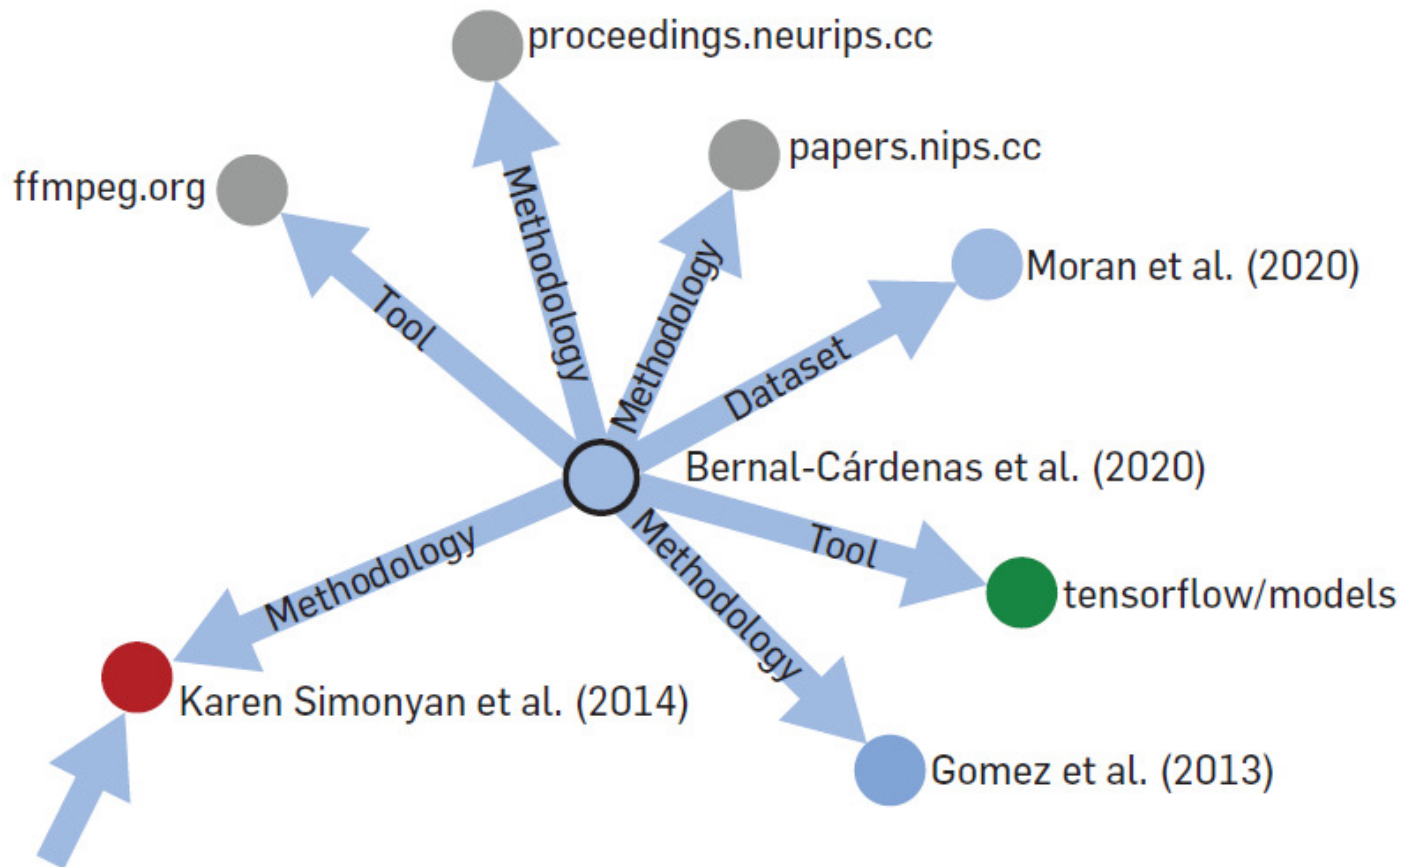 proceedings.neurips.cc
papers.nips.cc
ffmpeg.org
Methodology
Methodology
Tool
Moran et al. (2020)
Dataset
Bernal-Cárdenas et al. (2020)
Methodology
Methodology
Tool
tensorflow/models
Karen Simonyan et al. (2014)
Gomez et al. (2013)